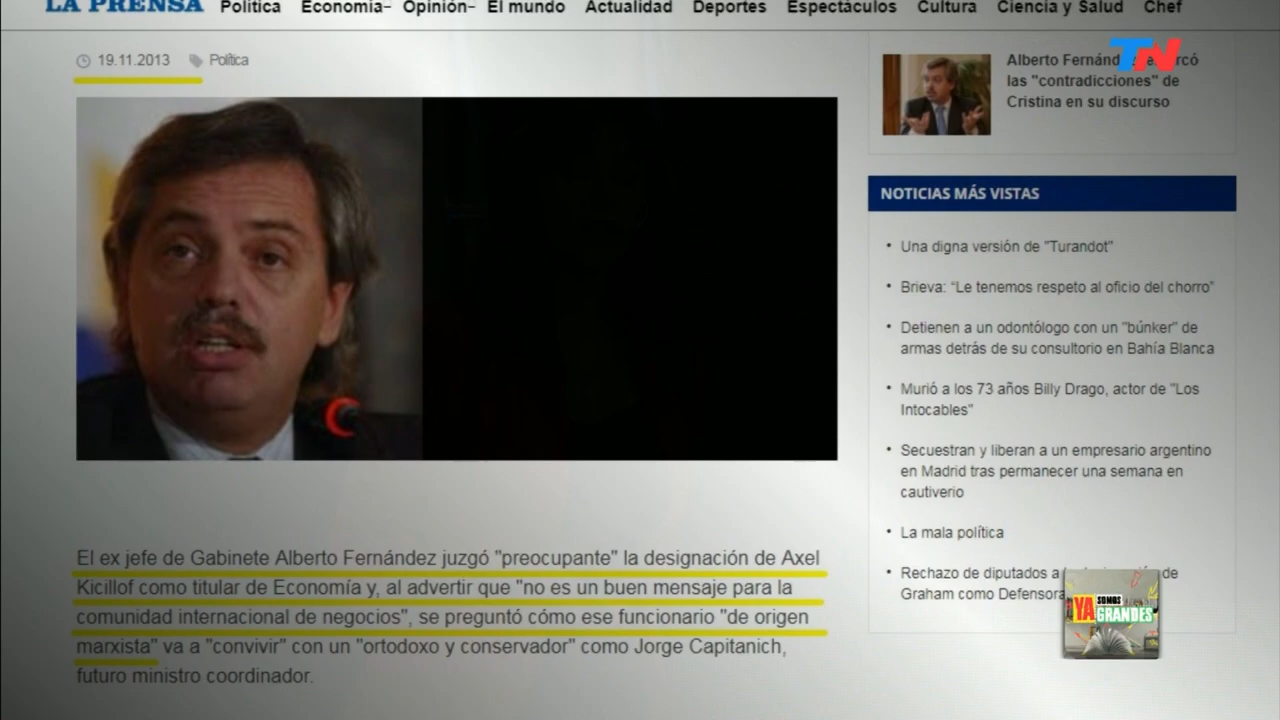 LA PRENSA Política Economía- Opinión- El mundo Actualidad Deportes Espectáculos Cultura Ciencia y Salud Chef
19.11.2013 Política
TN
Alberto
las "contradicciones" de
Cristina en su discurso
NOTICIAS MÁS VISTAS
• Una digna versión de "Turandot"
• Brieva: “Le tenemos respeto al oficio del chorro”
• Detienen a un odontólogo con un "búnker" de
armas detrás de su consultorio en Bahía Blanca
• Murió a los 73 años Billy Drago, actor de "Los
Intocables"
• Secuestran y liberan a un empresario argentino
en Madrid tras permanecer una semana en
cautiverio
• La mala política
• Rechazo de diputados a de
Graham como Defensora
YA SOMOS
GRANDES
El ex jefe de Gabinete Alberto Fernández juzgó "preocupante" la designación de Axel
Kicillof como titular de Economía y, al advertir que "no es un buen mensaje para la
comunidad internacional de negocios", se preguntó cómo ese funcionario "de origen
marxista" va a "convivir" con un "ortodoxo y conservador" como Jorge Capitanich,
futuro ministro coordinador.